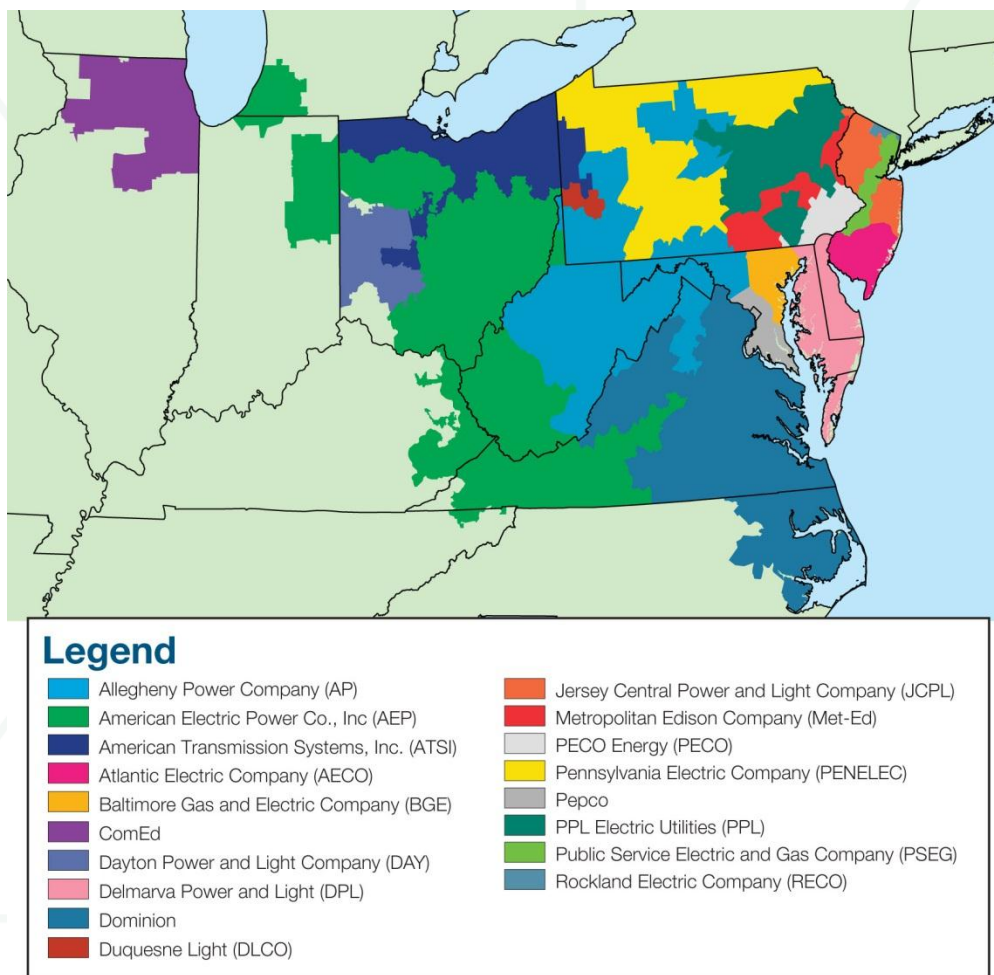 Legend
Allegheny Power Company (AP)
American Electric Power Co., Inc (AEP)
American Transmission Systems, Inc. (ATSI)
Atlantic Electric Company (AECO)
Baltimore Gas and Electric Company (BGE)
ComEd
Dayton Power and Light Company (DAY)
Delmarva Power and Light (DPL)
Dominion
Duquesne Light (DLCO)
Jersey Central Power and Light Company (JCPL)
Metropolitan Edison Company (Met-Ed)
PECO Energy (PECO)
Pennsylvania Electric Company (PENELEC)
Pepco
PPL Electric Utilities (PPL)
Public Service Electric and Gas Company (PSEG)
Rockland Electric Company (RECO)